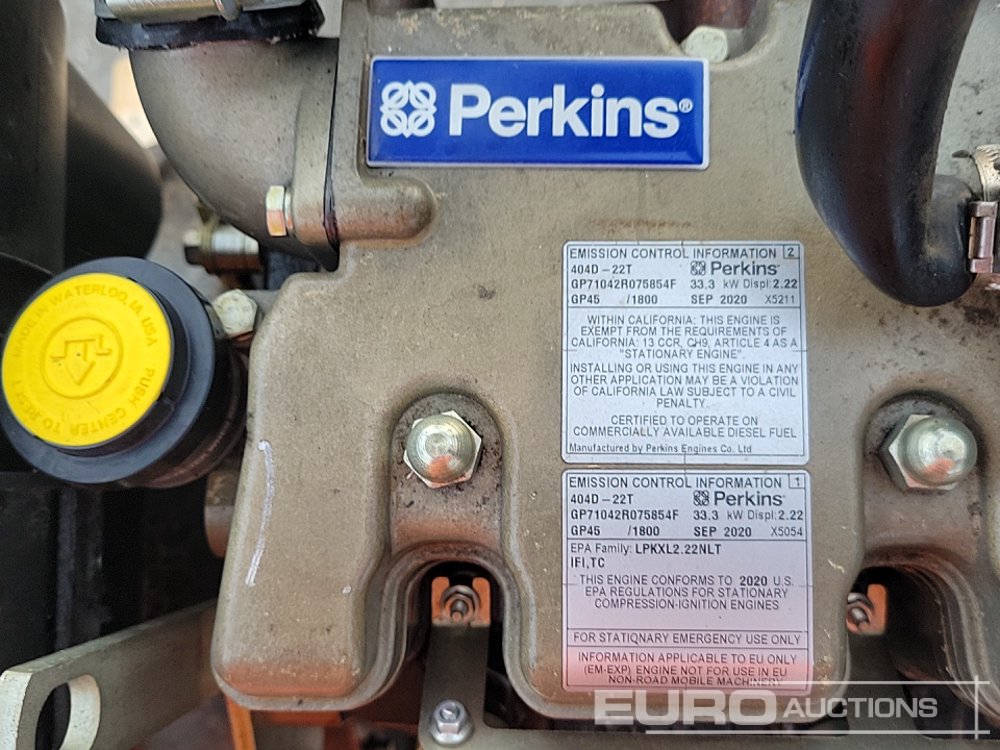 Perkins®
EMISSION CONTROL INFORMATION 2
404D-22T Perkins
GP71042R075854F 33.3 kW Displ: 2.22
GP45 /1800 SEP 2020 X5211
WITHIN CALIFORNIA: THIS ENGINE IS
EXEMPT FROM THE REQUIREMENTS OF
CALIFORNIA: 13 CCR, CH9, ARTICLE 4 AS A
"STATIONARY ENGINE".
INSTALLING OR USING THIS ENGINE IN ANY
OTHER APPLICATION MAY BE A VIOLATION
OF CALIFORNIA LAW SUBJECT TO A CIVIL
PENALTY.
CERTIFIED TO OPERATE ON
COMMERCIALLY AVAILABLE DIESEL FUEL
Manufactured by Perkins Engines Co. Ltd
MADE IN WATERLOO, IA, USA
PUSH CENTER TO RESET
EMISSION CONTROL INFORMATION 1
404D-22T Perkins
GP71042R075854F 33.3 kW Displ: 2.22
GP45 /1800 SEP 2020 X5054
EPA Family: LPKXL2.22NLT
IFI,TC
THIS ENGINE CONFORMS TO 2020 U.S.
EPA REGULATIONS FOR STATIONARY
COMPRESSION-IGNITION ENGINES
FOR STATIONARY EMERGENCY USE ONLY
INFORMATION APPLICABLE TO EU ONLY
(EM-EXP) ENGINE NOT FOR USE IN EU
NON-ROAD MOBILE MACHINERY
EURO AUCTIONS